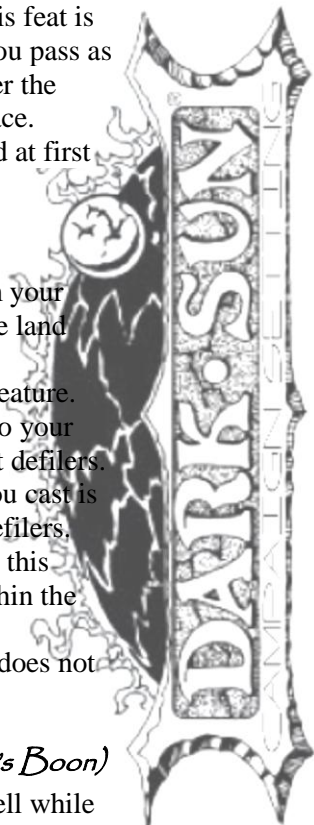 is feat is
ou pass as
er the
ace.
d at first
n your
e land
eature.
o your
t defilers.
ou cast is
efilers.
this
hin the
does not
's Boon)
ell while
DARK SUN
CAMPAIGN SETTING
®